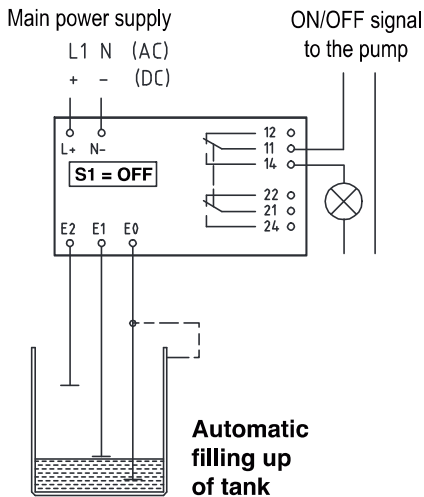 Main power supply
ON/OFF signal
to the pump
L1 N (AC)
+ – (DC)
L+ N-
S1 = OFF
12
11
14
22
21
24
E2 E1 E0
Automatic
filling up
of tank